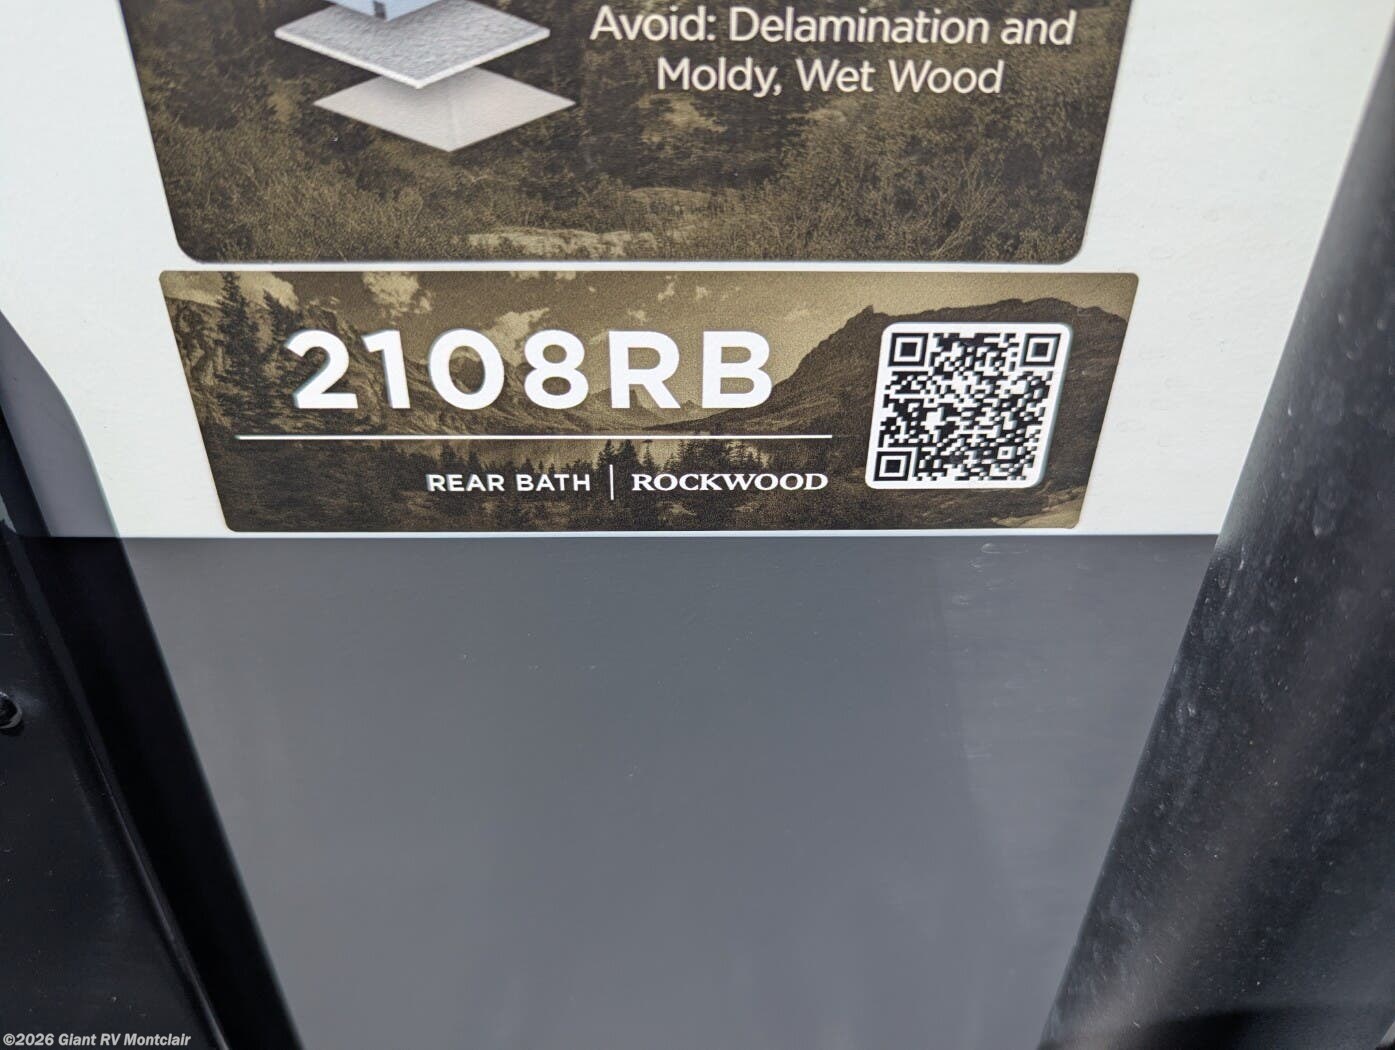 Avoid: Delamination and
Moldy, Wet Wood
2108RB
REAR BATH | ROCKWOOD
©2026 Giant RV Montclair